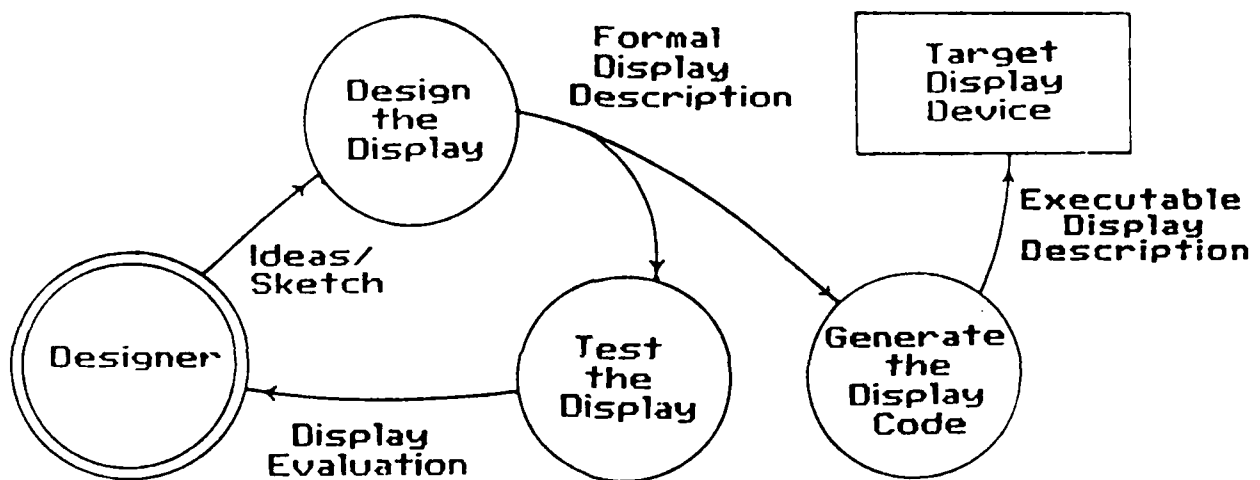 Design
the
Display
Formal
Display
Description
Target
Display
Device
Ideas/
Sketch
Executable
Display
Description
Designer
Test
the
Display
Generate
the
Display
Code
Display
Evaluation